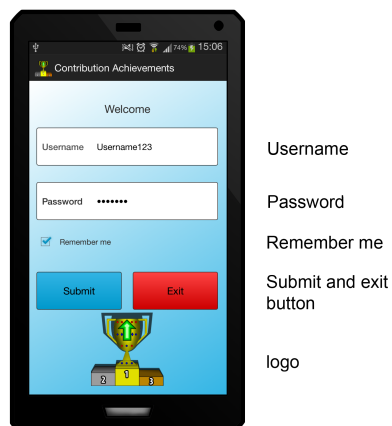 74% 15:06
Contribution Achievements
Welcome
Username Username123
Username
Password •••••••
Password
Remember me
Remember me
Submit Exit
Submit and exit
button
2 1 3
logo